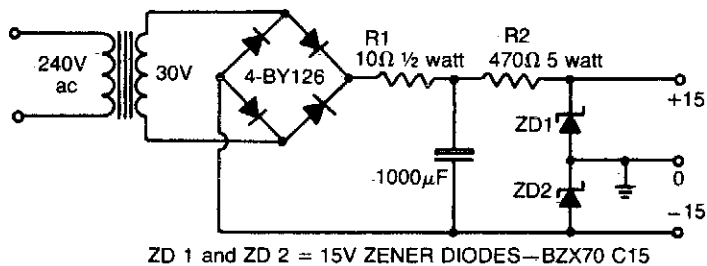 240V
ac
30V
4-BY126
R1
10Ω ½ watt
R2
470Ω 5 watt
1000μF
ZD1
ZD2
+15
0
−15
ZD 1 and ZD 2 = 15V ZENER DIODES—BZX70 C15